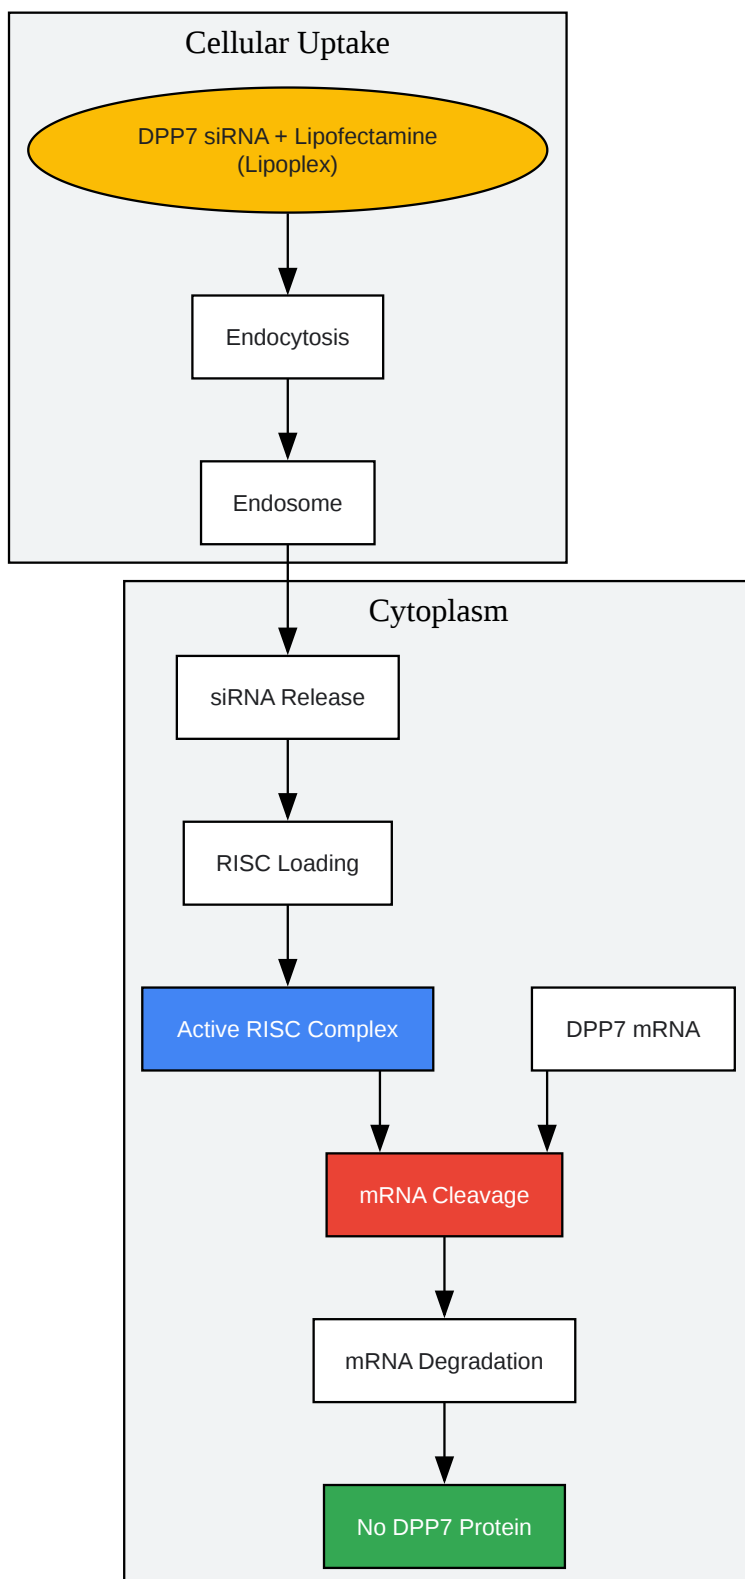 Cellular Uptake
DPP7 siRNA + Lipofectamine
(Lipoplex)
Endocytosis
Endosome
Cytoplasm
siRNA Release
RISC Loading
Active RISC Complex
DPP7 mRNA
mRNA Cleavage
mRNA Degradation
No DPP7 Protein